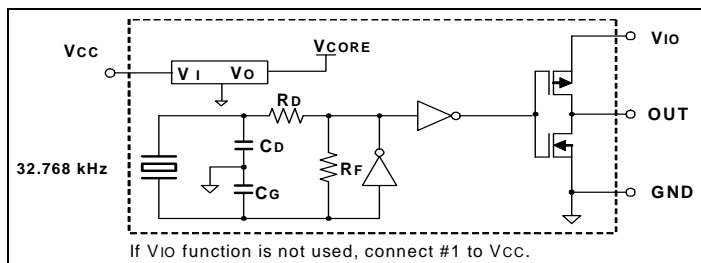 VCC
VI VO
VCORE
VIO
RD
CD
RF
OUT
32.768 kHz
CG
GND
If VIO function is not used, connect #1 to VCC.